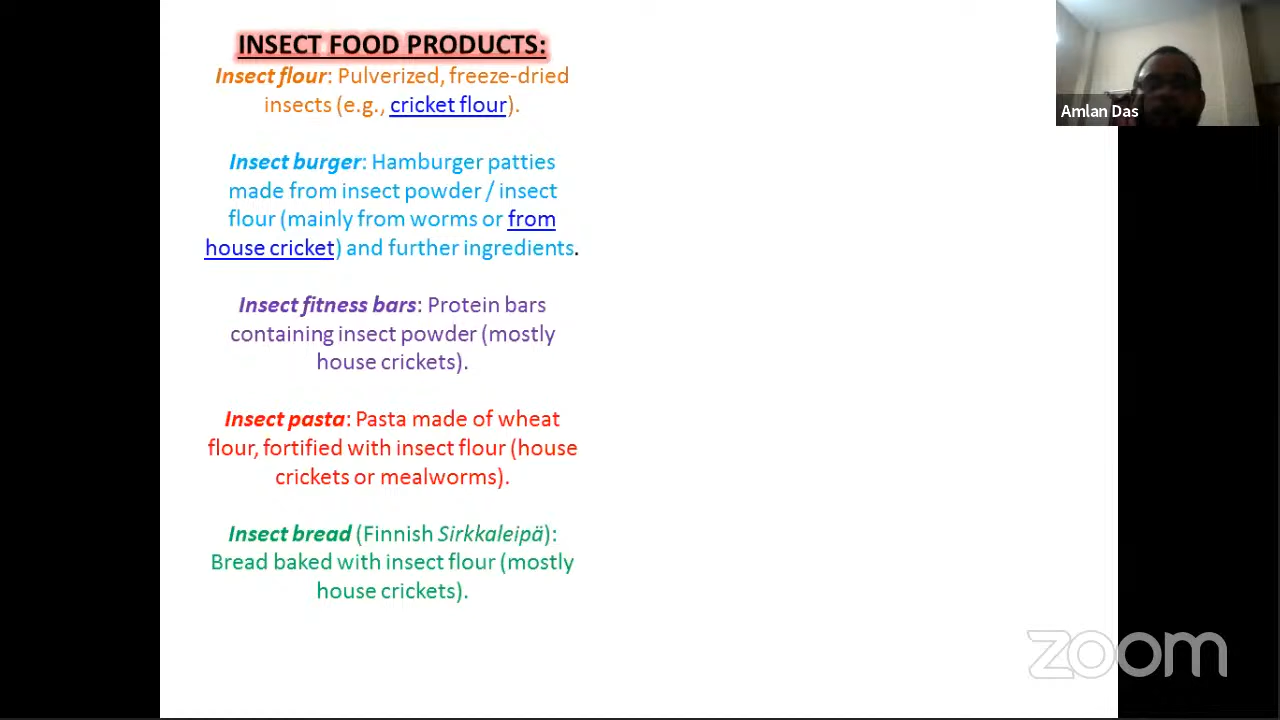 INSECT FOOD PRODUCTS:
Insect flour: Pulverized, freeze-dried
insects (e.g., cricket flour).
Insect burger: Hamburger patties
made from insect powder / insect
flour (mainly from worms or from
house cricket) and further ingredients.
Insect fitness bars: Protein bars
containing insect powder (mostly
house crickets).
Insect pasta: Pasta made of wheat
flour, fortified with insect flour (house
crickets or mealworms).
Insect bread (Finnish Sirkkaleipä):
Bread baked with insect flour (mostly
house crickets).
Amlan Das
zoom